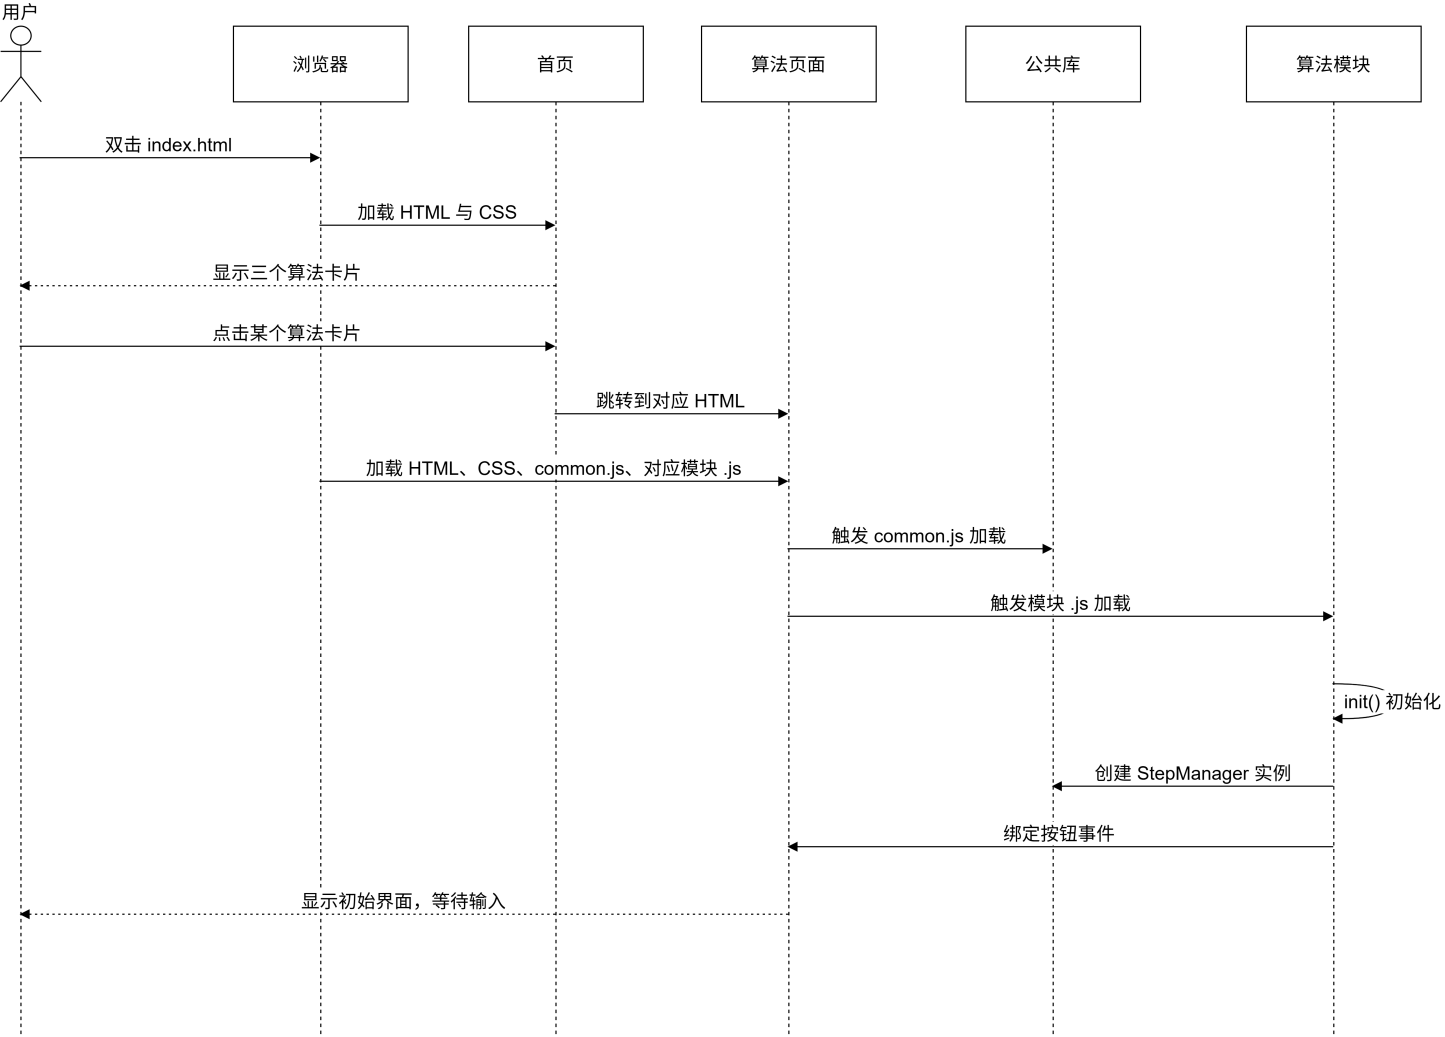 用户
浏览器
首页
算法页面
公共库
算法模块
双击 index.html
加载 HTML 与 CSS
显示三个算法卡片
点击某个算法卡片
跳转到对应 HTML
加载 HTML、CSS、common.js、对应模块 .js
触发 common.js 加载
触发模块 .js 加载
init() 初始化
创建 StepManager 实例
绑定按钮事件
显示初始界面，等待输入